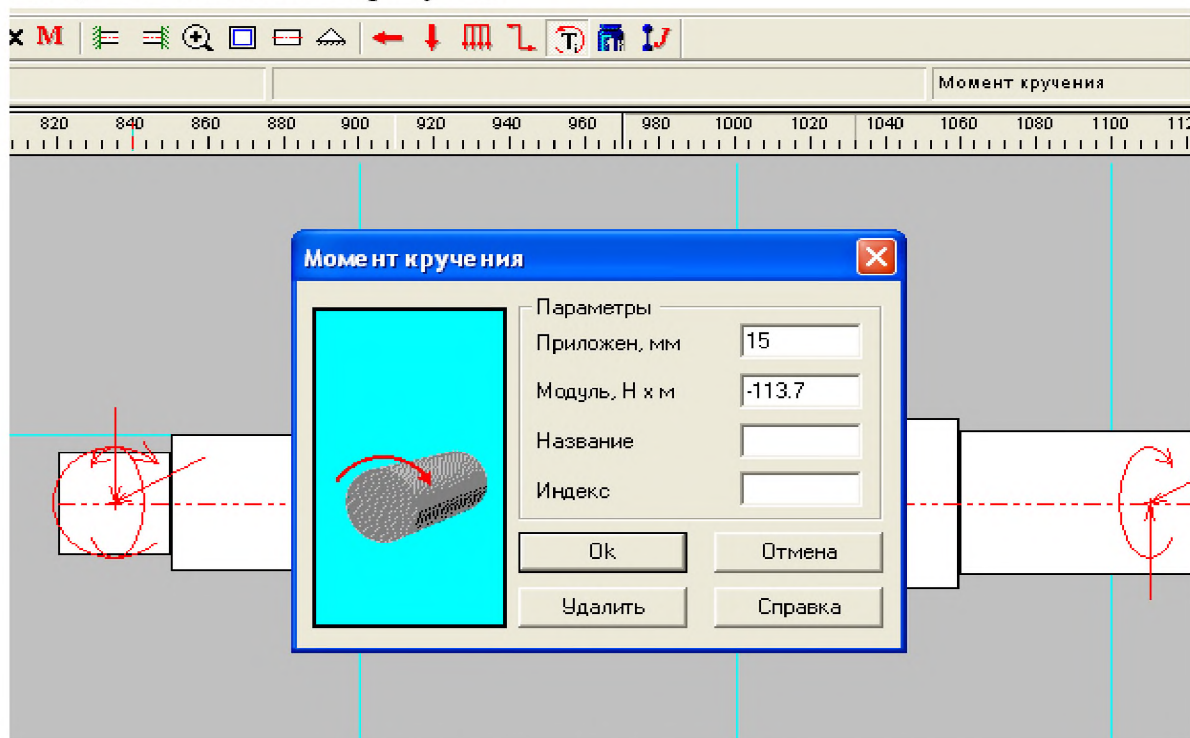 М
Момент кручения
820 840 860 880 900 920 940 960 980 1000 1020 1040 1060 1080 1100
Момент кручения
Параметры
Приложен, мм 15
Модуль, Н х м -113.7
Название
Индекс
Ok Отмена
Удалить Справка